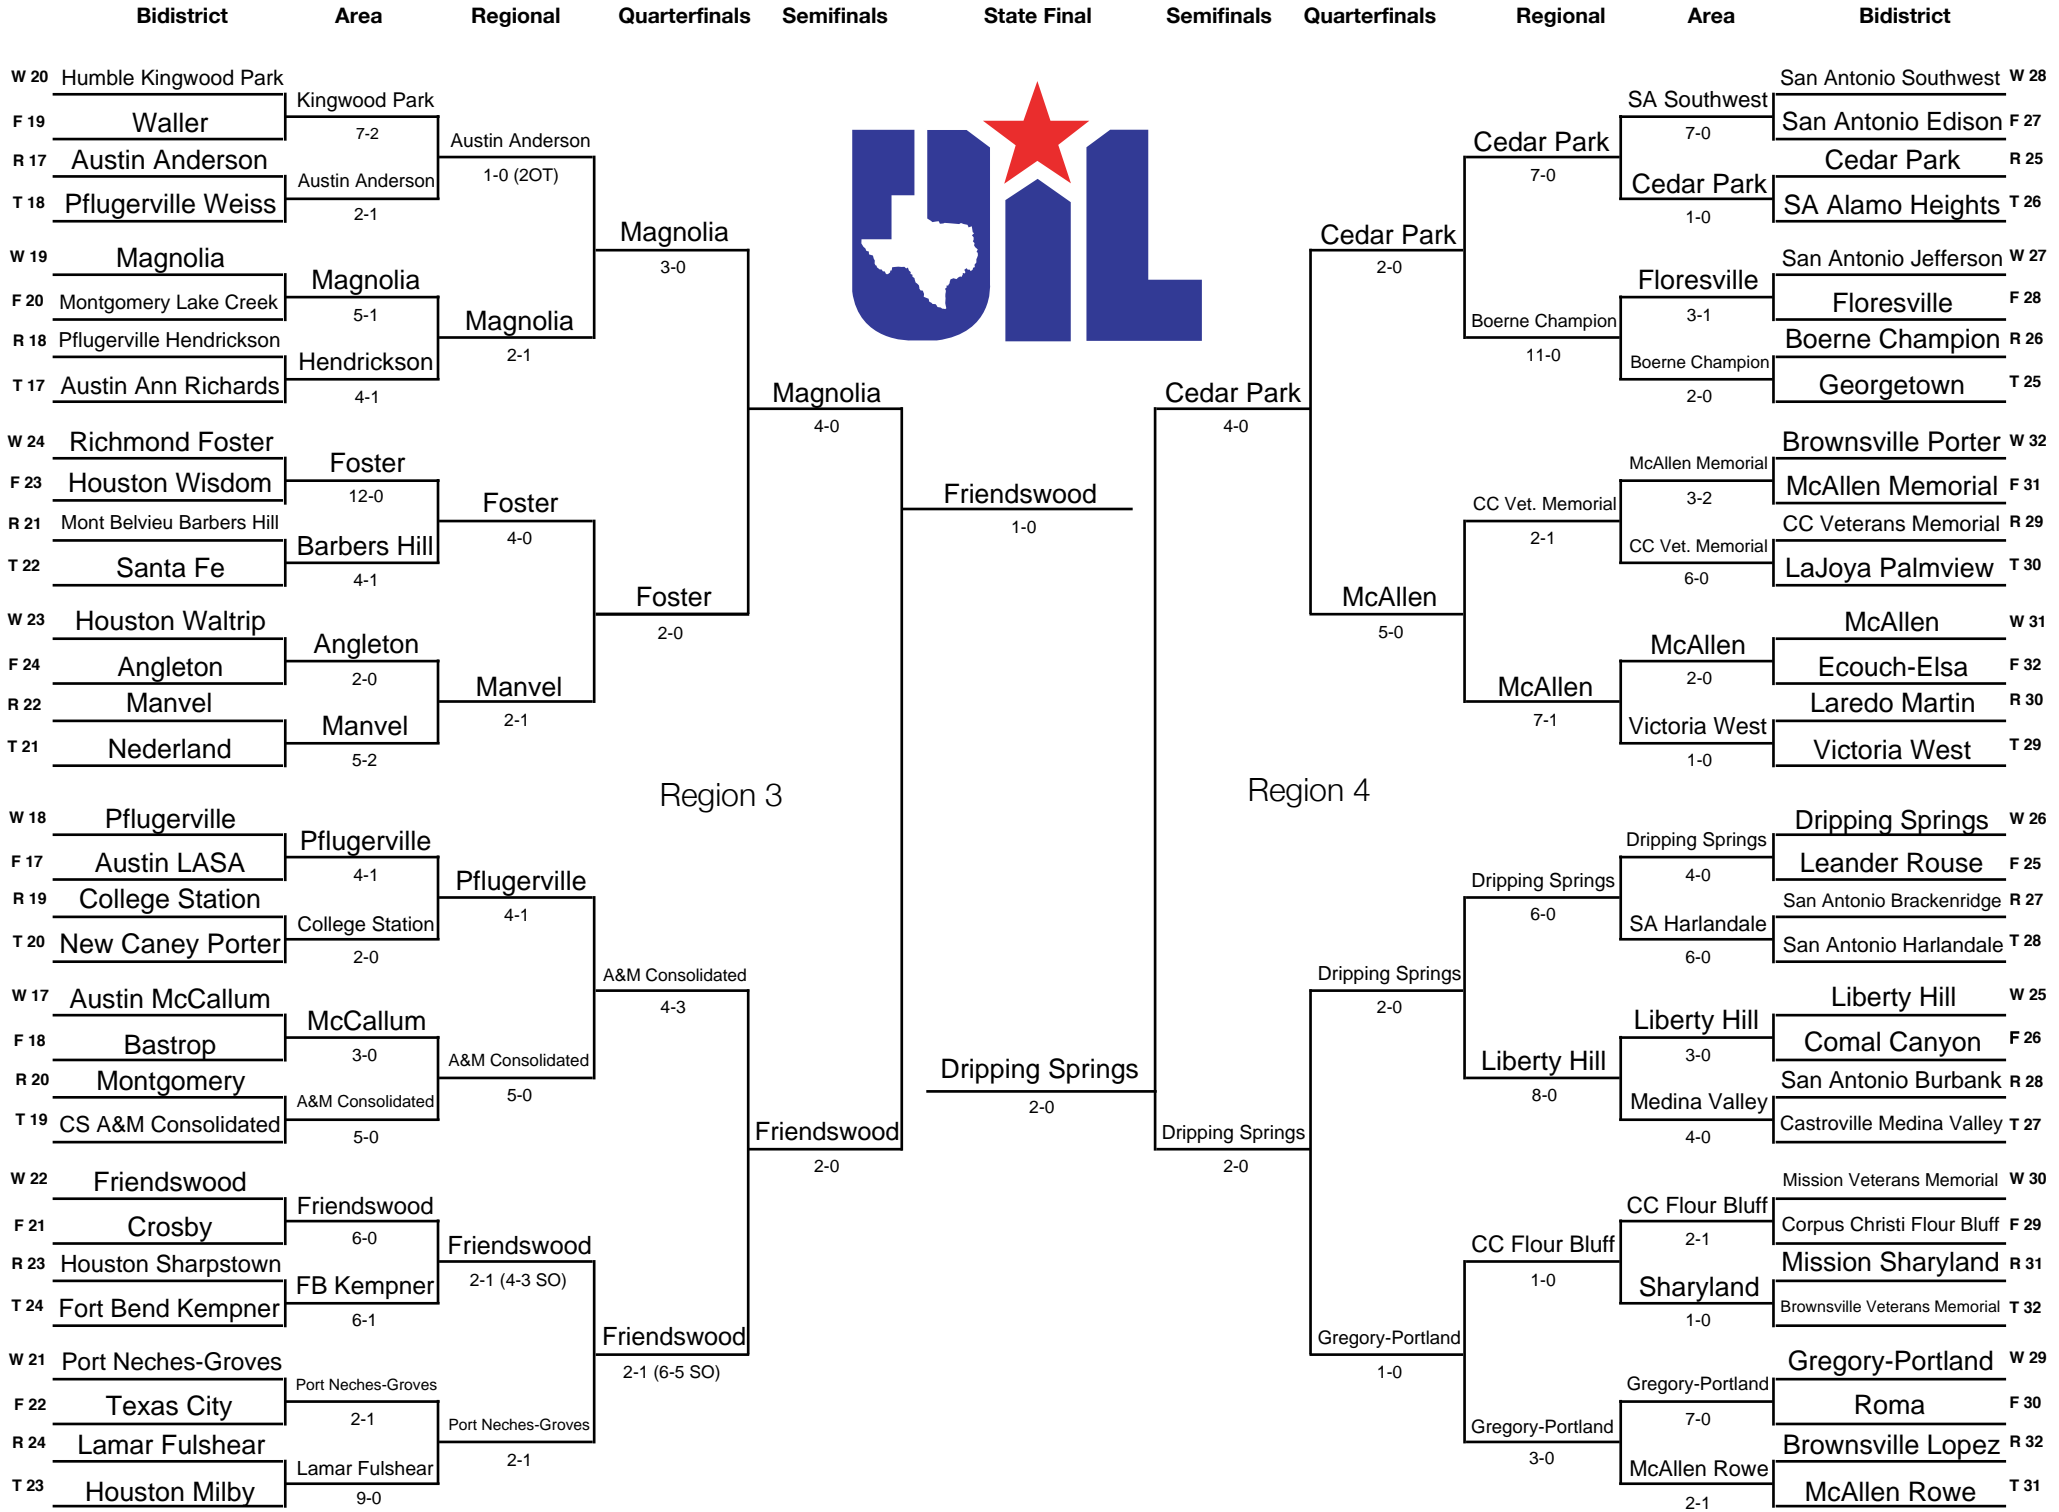 Bidistrict Area Regional Quarterfinals Semifinals State Final Semifinals Quarterfinals Regional Area Bidistrict
W 20 Humble Kingwood Park
Kingwood Park
F 19 Waller
7-2
Austin Anderson
R 17 Austin Anderson
1-0 (2OT)
Austin Anderson
T 18 Pflugerville Weiss
2-1
Magnolia
3-0
W 19 Magnolia
Magnolia
F 20 Montgomery Lake Creek
5-1
Magnolia
R 18 Pflugerville Hendrickson
2-1
Hendrickson
T 17 Austin Ann Richards
4-1
Magnolia
4-0
W 24 Richmond Foster
Foster
F 23 Houston Wisdom
12-0
Foster
R 21 Mont Belvieu Barbers Hill
4-0
Barbers Hill
T 22 Santa Fe
4-1
Foster
2-0
W 23 Houston Waltrip
Angleton
F 24 Angleton
2-0
Manvel
R 22 Manvel
2-1
Manvel
T 21 Nederland
5-2
Region 3
W 18 Pflugerville
Pflugerville
F 17 Austin LASA
4-1
Pflugerville
R 19 College Station
4-1
College Station
T 20 New Caney Porter
2-0
A&M Consolidated
4-3
W 17 Austin McCallum
McCallum
F 18 Bastrop
3-0
A&M Consolidated
R 20 Montgomery
5-0
A&M Consolidated
T 19 CS A&M Consolidated
5-0
Friendswood
2-0
W 22 Friendswood
Friendswood
F 21 Crosby
6-0
Friendswood
R 23 Houston Sharpstown
2-1 (4-3 SO)
FB Kempner
T 24 Fort Bend Kempner
6-1
Friendswood
2-1 (6-5 SO)
W 21 Port Neches-Groves
Port Neches-Groves
F 22 Texas City
2-1
Port Neches-Groves
R 24 Lamar Fulshear
2-1
Lamar Fulshear
T 23 Houston Milby
9-0
UIL
Friendswood
1-0
Dripping Springs
2-0
San Antonio Southwest W 28
SA Southwest
San Antonio Edison F 27
7-0
Cedar Park
Cedar Park R 25
7-0
Cedar Park
SA Alamo Heights T 26
1-0
Cedar Park
2-0
San Antonio Jefferson W 27
Floresville
Floresville F 28
3-1
Boerne Champion
Boerne Champion R 26
11-0
Boerne Champion
Georgetown T 25
2-0
Cedar Park
4-0
Brownsville Porter W 32
McAllen Memorial
McAllen Memorial F 31
3-2
CC Vet. Memorial
CC Veterans Memorial R 29
2-1
CC Vet. Memorial
LaJoya Palmview T 30
6-0
McAllen
5-0
McAllen W 31
McAllen
Ecouch-Elsa F 32
2-0
McAllen
Laredo Martin R 30
7-1
Victoria West
Victoria West T 29
1-0
Region 4
Dripping Springs W 26
Dripping Springs
Leander Rouse F 25
4-0
Dripping Springs
San Antonio Brackenridge R 27
6-0
SA Harlandale
San Antonio Harlandale T 28
6-0
Dripping Springs
2-0
Liberty Hill W 25
Liberty Hill
Comal Canyon F 26
3-0
Liberty Hill
San Antonio Burbank R 28
8-0
Medina Valley
Castroville Medina Valley T 27
4-0
Dripping Springs
2-0
Mission Veterans Memorial W 30
CC Flour Bluff
Corpus Christi Flour Bluff F 29
2-1
CC Flour Bluff
Mission Sharyland R 31
1-0
Sharyland
Brownsville Veterans Memorial T 32
1-0
Gregory-Portland
1-0
Gregory-Portland W 29
Gregory-Portland
Roma F 30
7-0
Gregory-Portland
Brownsville Lopez R 32
3-0
McAllen Rowe
McAllen Rowe T 31
2-1